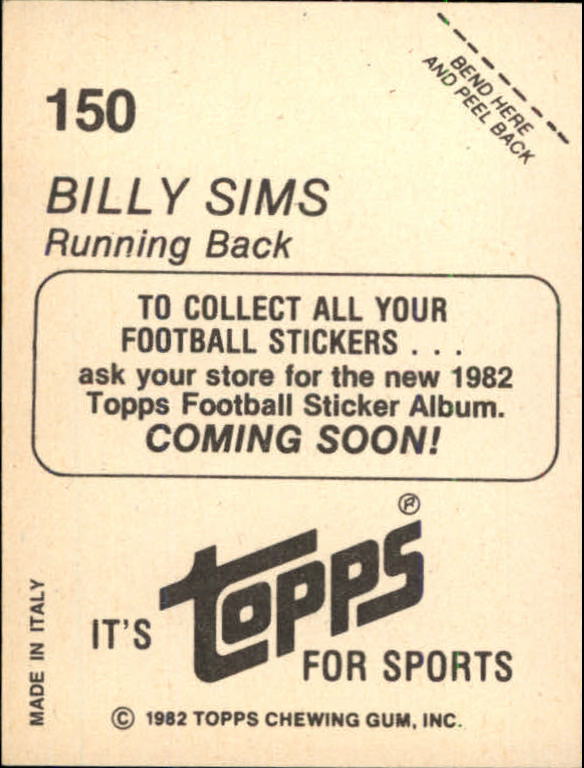 BEND HERE
AND PEEL BACK
150
BILLY SIMS
Running Back
TO COLLECT ALL YOUR
FOOTBALL STICKERS . . .
ask your store for the new 1982
Topps Football Sticker Album.
COMING SOON!
IT'S topps®
FOR SPORTS
MADE IN ITALY
© 1982 TOPPS CHEWING GUM, INC.